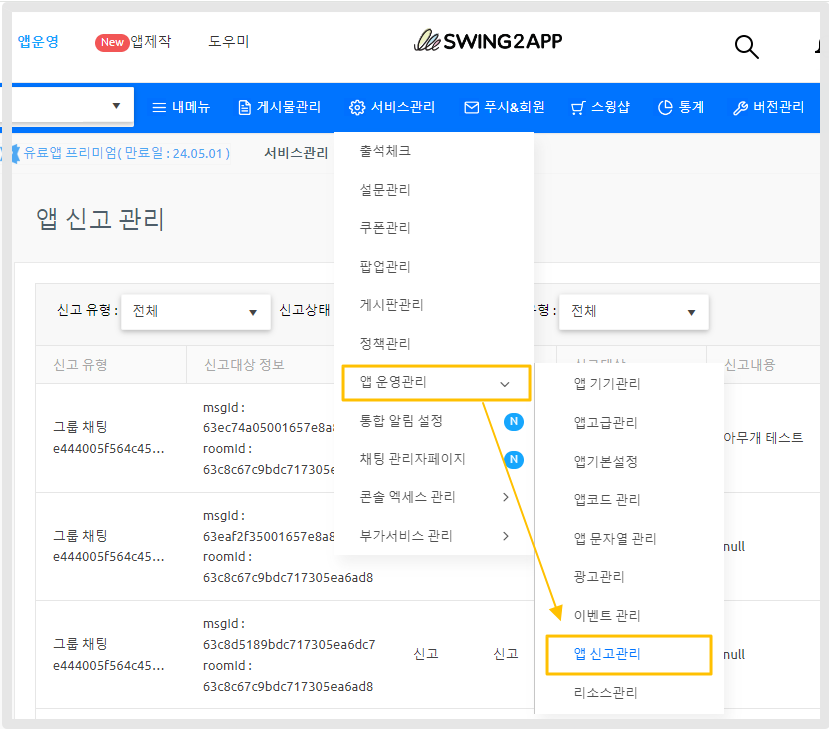 앱운영 New 앱제작 도우미 SWING2APP
내메뉴 게시물관리 서비스관리 푸시&회원 스윙샵 통계 버전관리
유료앱 프리미엄( 만료일 : 24.05.01 ) 서비스관리
출석체크
설문관리
쿠폰관리
팝업관리
게시판관리
정책관리
앱 운영관리
통합 알림 설정 N
채팅 관리자페이지 N
콘솔 엑세스 관리
부가서비스 관리
앱 기기관리
앱고급관리
앱기본설정
앱코드 관리
앱 문자열 관리
광고관리
이벤트 관리
앱 신고관리
리소스관리
앱 신고 관리
신고 유형 : 전체 신고상태 형 : 전체
신고 유형 신고대상 정보 신고대상 신고내용
그룹 채팅
e444005f564c45...
msgId :
63ec74a05001657e8a
roomId :
63c8c67c9bdc717305e
아무개 테스트
그룹 채팅
e444005f564c45...
msgId :
63eaf2f35001657e8a8
roomId :
63c8c67c9bdc717305ea6ad8
null
그룹 채팅
e444005f564c45...
msgId :
63c8d5189bdc717305ea6dc7
roomId :
63c8c67c9bdc717305ea6ad8
신고 신고 null